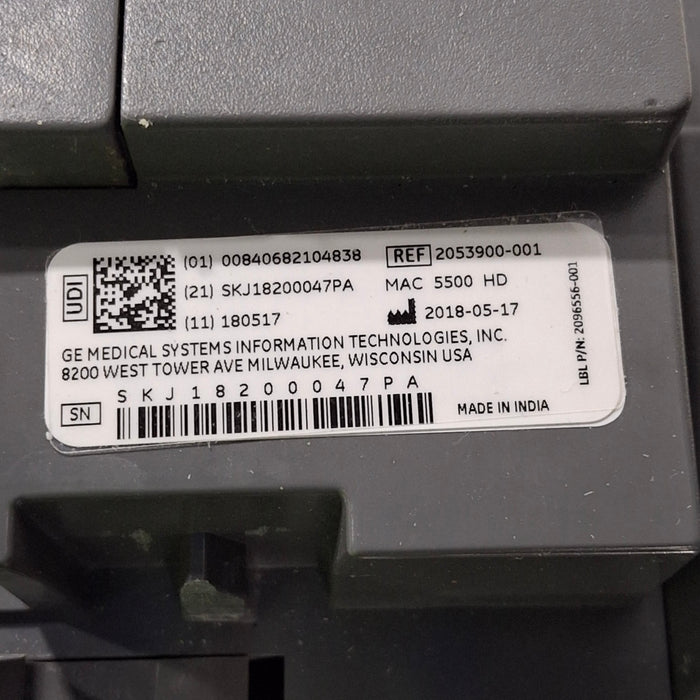 UDI
(01) 00840682104838
(21) SKJ18200047PA
(11) 180517
REF 2053900-001
MAC 5500 HD
2018-05-17
GE MEDICAL SYSTEMS INFORMATION TECHNOLOGIES, INC.
8200 WEST TOWER AVE MILWAUKEE, WISCONSIN USA
SN
SKJ18200047PA
MADE IN INDIA
LBL P/N: 2096556-001